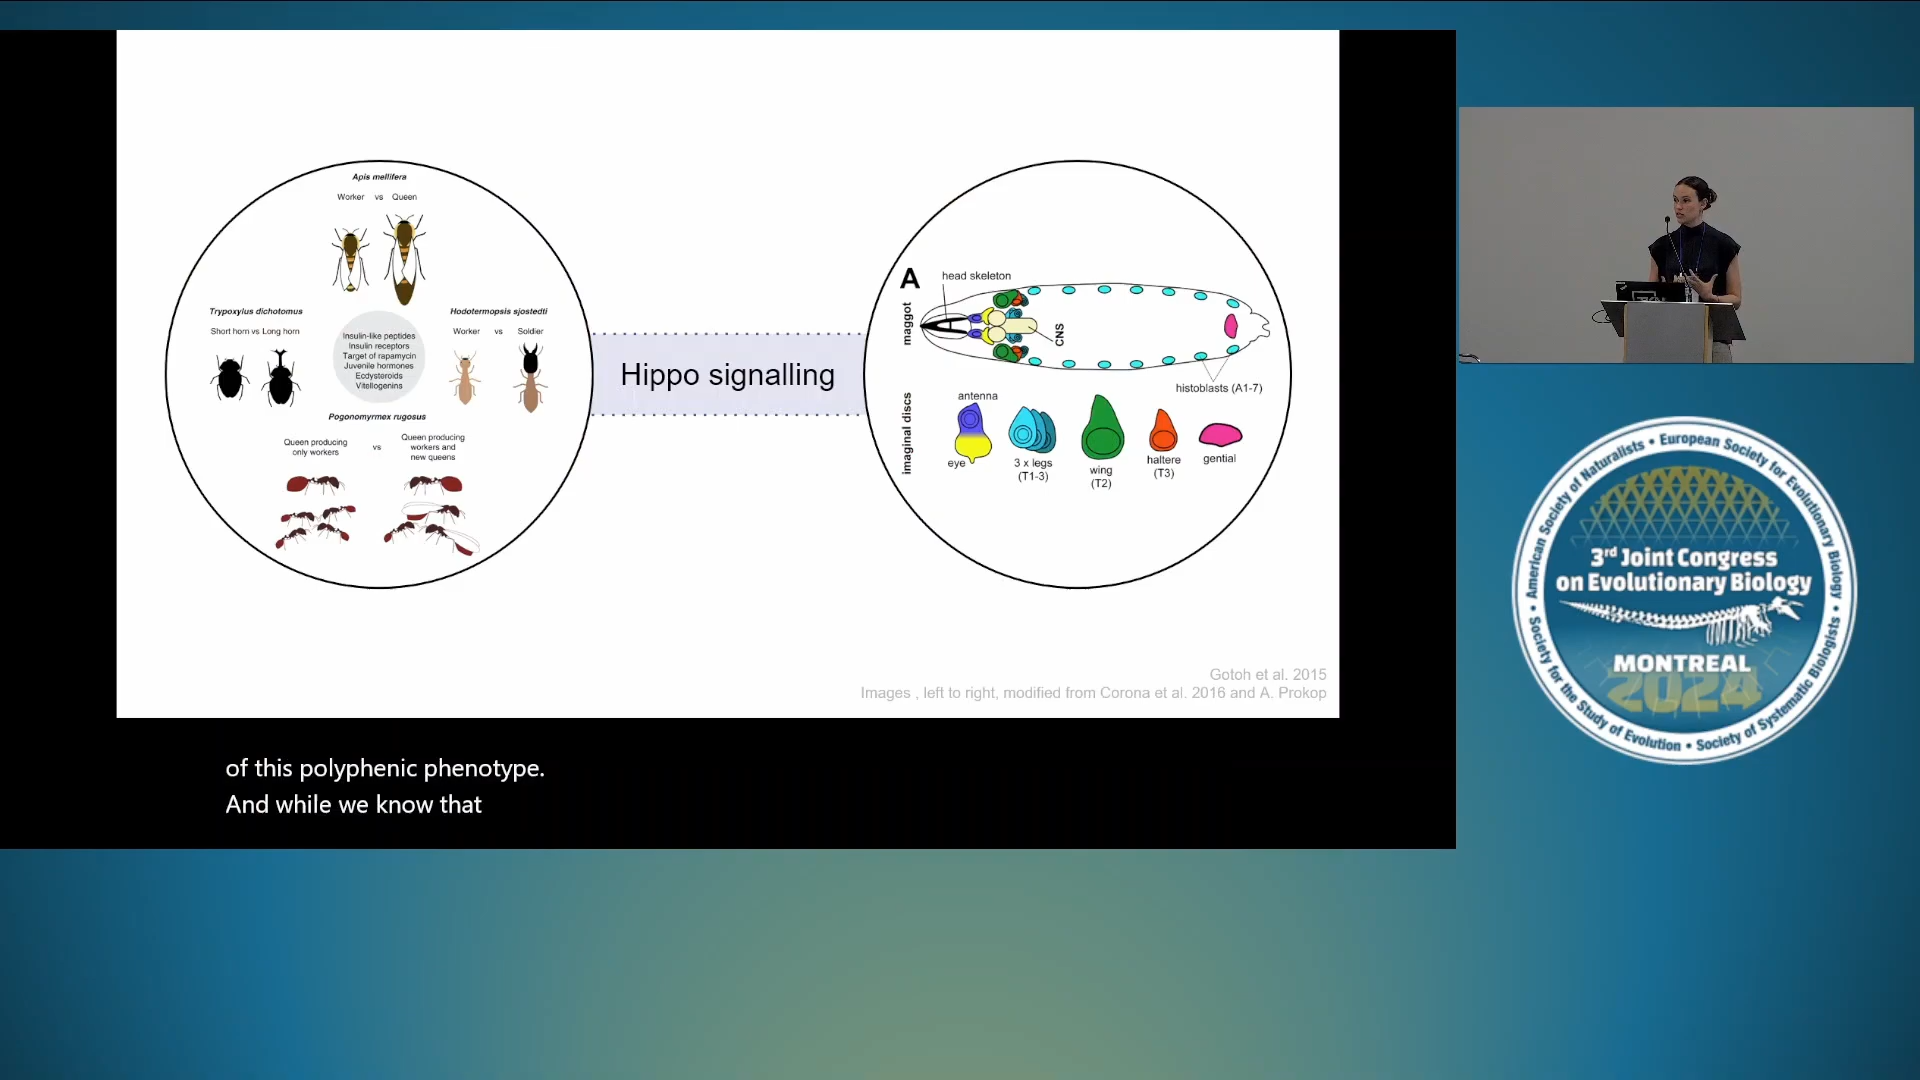 Apis mellifera
Worker vs Queen
Trypoxylus dichotomus
Short horn vs Long horn
Hodotermopsis sjostedti
Worker vs Soldier
Insulin-like peptides
Insulin receptors
Target of rapamycin
Juvenile hormones
Ecdysteroids
Vitellogenins
Pogonomyrmex rugosus
Queen producing
only workers
vs
Queen producing
workers and
new queens
Hippo signalling
A
head skeleton
maggot
CNS
histoblasts (A1-7)
imaginal discs
antenna
eye
3 x legs
(T1-3)
wing
(T2)
haltere
(T3)
gential
Gotoh et al. 2015
Images , left to right, modified from Corona et al. 2016 and A. Prokop
of this polyphenic phenotype.
And while we know that
American Society of Naturalists • European Society for Evolutionary Biology •
Society for the Study of Evolution • Society of Systematic Biologists •
3rd Joint Congress
on Evolutionary Biology
MONTREAL
2024